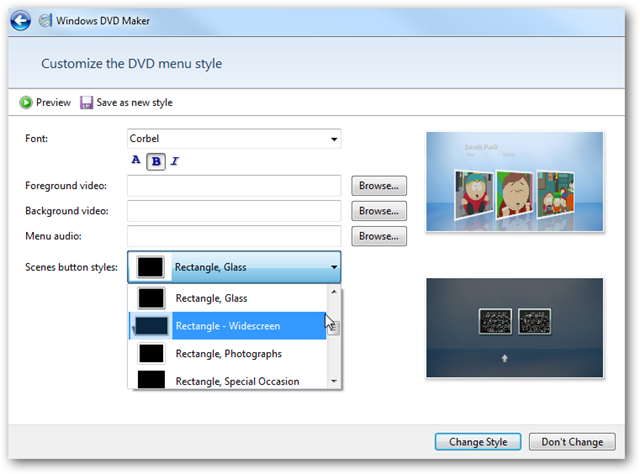 Windows DVD Maker
Customize the DVD menu style
Preview Save as new style
Font: Corbel
A B I
Foreground video: Browse...
Background video: Browse...
Menu audio: Browse...
Scenes button styles: Rectangle, Glass
Rectangle, Glass
Rectangle - Widescreen
Rectangle, Photographs
Rectangle, Special Occasion
South Park
Change Style Don't Change